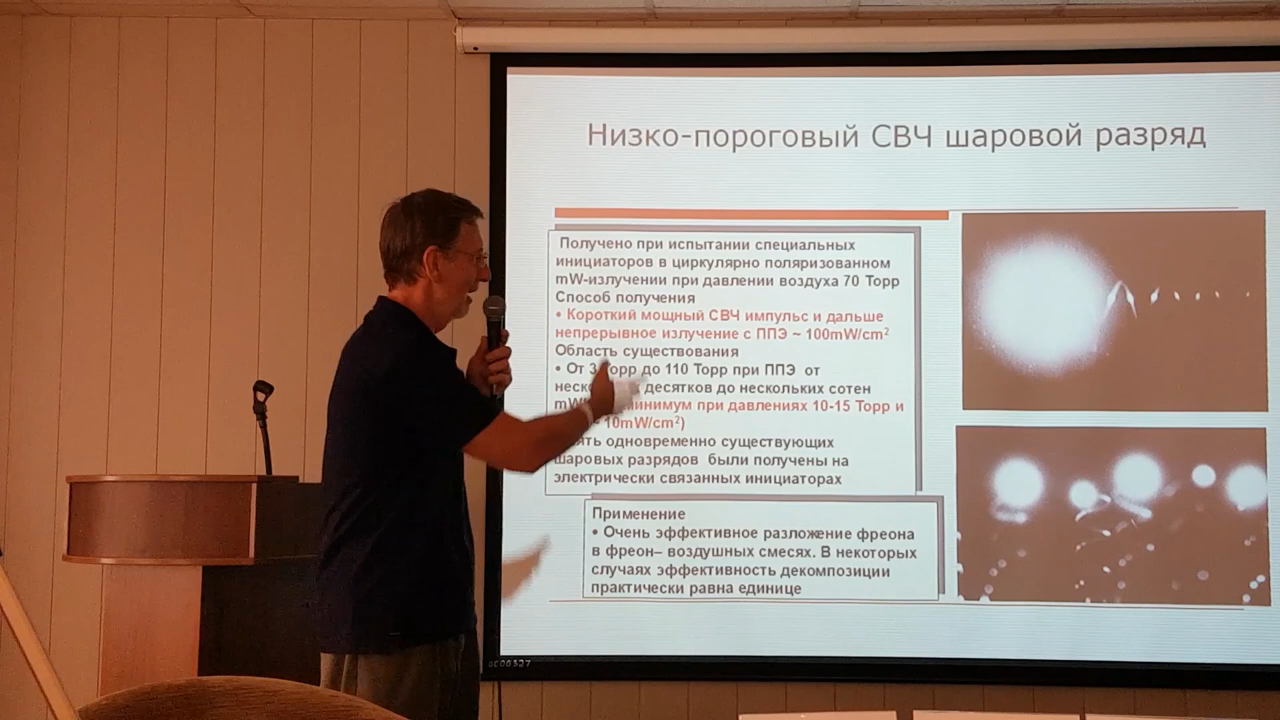 Низко-пороговый СВЧ шаровой разряд
Получено при испытании специальных
инициаторов в циркулярно поляризованном
mW-излучении при давлении воздуха 70 Торр
Способ получения
• Короткий мощный СВЧ импульс и дальше
непрерывное излучение с ППЭ ~ 100mW/cm²
Область существования
• От 3 Торр до 110 Торр при ППЭ от
десятков до нескольких сотен
минимум при давлениях 10-15 Торр и
10mW/cm²)
одновременно существующих
шаровых разрядов были получены на
электрически связанных инициаторах
Применение
• Очень эффективное разложение фреона
в фреон– воздушных смесях. В некоторых
случаях эффективность декомпозиции
практически равна единице